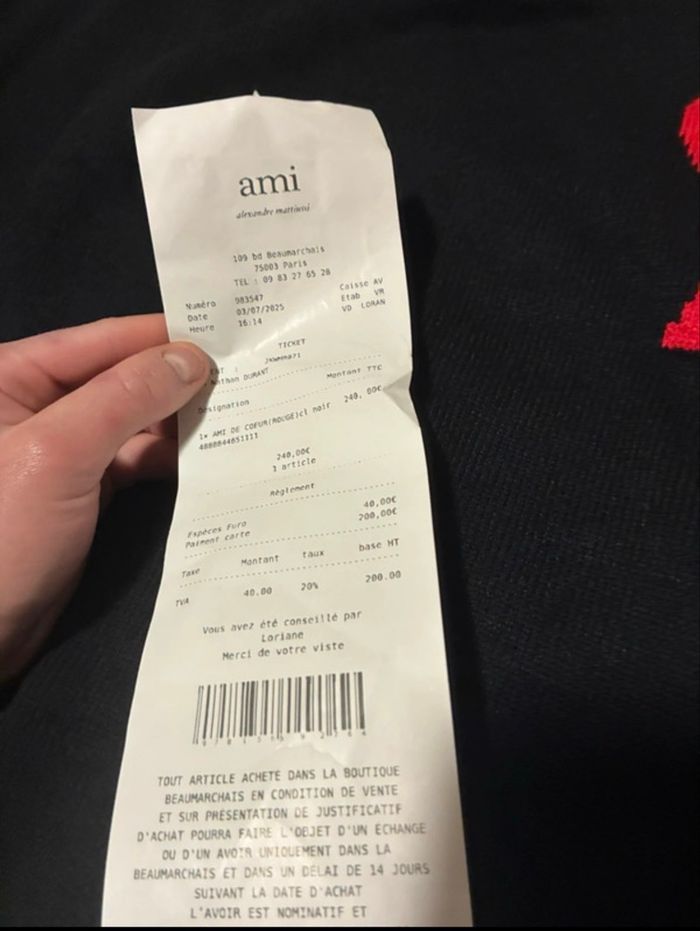 ami
alexandre mattiussi
109 bd Beaumarchais
75003 Paris
TEL : 09 83 27 65 28
Numéro 983547 Caisse AV
Date 03/07/2025 Etab VR
Heure 16:14 VD LORAN
TICKET
ENT :
Nathan DURANT
Désignation Montant TTC
1x AMI DE COEUR(ROUGE)cl noir 240, 00€
4888844651111
240,00€
1 article
Règlement
Espèces Euro 40,00€
Paiment carte 200,00€
Taxe Montant taux base HT
TVA 40.00 20% 200.00
Vous avez été conseillé par
Loriane
Merci de votre viste
TOUT ARTICLE ACHETE DANS LA BOUTIQUE
BEAUMARCHAIS EN CONDITION DE VENTE
ET SUR PRÉSENTATION DE JUSTIFICATIF
D'ACHAT POURRA FAIRE L'OBJET D'UN ÉCHANGE
OU D'UN AVOIR UNIQUEMENT DANS LA
BEAUMARCHAIS ET DANS UN DELAI DE 14 JOURS
SUIVANT LA DATE D'ACHAT
L'AVOIR EST NOMINATIF ET